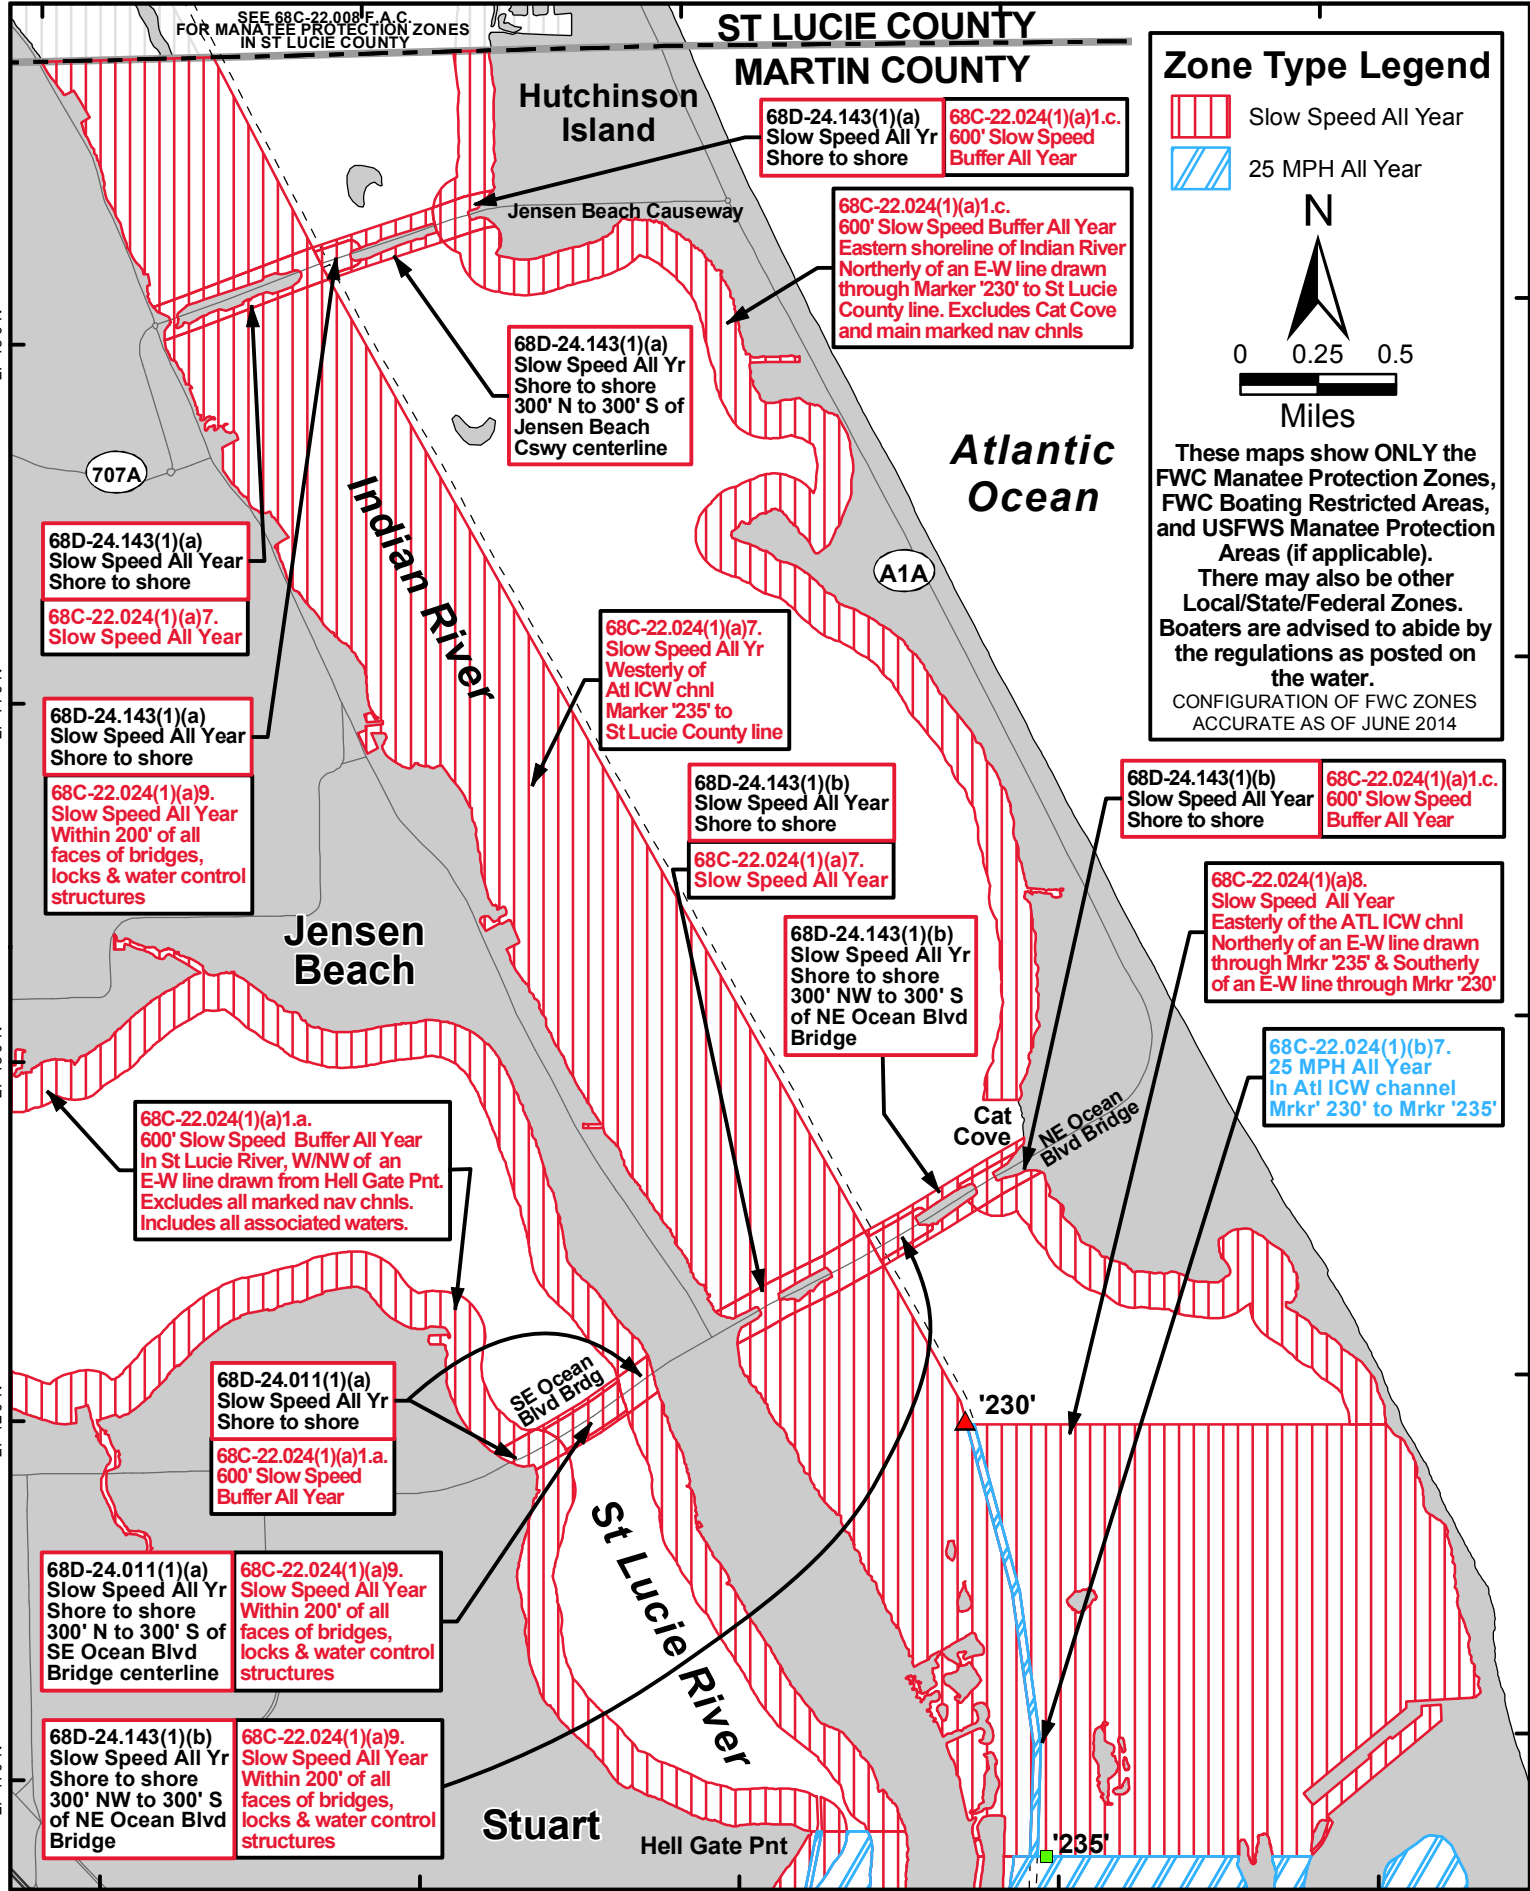 SEE 68C-22.008 F.A.C.
FOR MANATEE PROTECTION ZONES
IN ST LUCIE COUNTY
ST LUCIE COUNTY
MARTIN COUNTY
Hutchinson
Island
68D-24.143(1)(a)
Slow Speed All Yr
Shore to shore
68C-22.024(1)(a)1.c.
600' Slow Speed
Buffer All Year
Jensen Beach Causeway
68C-22.024(1)(a)1.c.
600' Slow Speed Buffer All Year
Eastern shoreline of Indian River
Northerly of an E-W line drawn
through Marker '230' to St Lucie
County line. Excludes Cat Cove
and main marked nav chnls
68D-24.143(1)(a)
Slow Speed All Yr
Shore to shore
300' N to 300' S of
Jensen Beach
Cswy centerline
Zone Type Legend
Slow Speed All Year
25 MPH All Year
N
0 0.25 0.5
Miles
These maps show ONLY the
FWC Manatee Protection Zones,
FWC Boating Restricted Areas,
and USFWS Manatee Protection
Areas (if applicable).
There may also be other
Local/State/Federal Zones.
Boaters are advised to abide by
the regulations as posted on
the water.
CONFIGURATION OF FWC ZONES
ACCURATE AS OF JUNE 2014
Atlantic
Ocean
707A
A1A
Indian River
68D-24.143(1)(a)
Slow Speed All Year
Shore to shore
68C-22.024(1)(a)7.
Slow Speed All Year
68C-22.024(1)(a)7.
Slow Speed All Yr
Westerly of
Atl ICW chnl
Marker '235' to
St Lucie County line
68D-24.143(1)(a)
Slow Speed All Year
Shore to shore
68C-22.024(1)(a)9.
Slow Speed All Year
Within 200' of all
faces of bridges,
locks & water control
structures
68D-24.143(1)(b)
Slow Speed All Year
Shore to shore
68C-22.024(1)(a)7.
Slow Speed All Year
68D-24.143(1)(b)
Slow Speed All Year
Shore to shore
68C-22.024(1)(a)1.c.
600' Slow Speed
Buffer All Year
68C-22.024(1)(a)8.
Slow Speed All Year
Easterly of the ATL ICW chnl
Northerly of an E-W line drawn
through Mrkr '235' & Southerly
of an E-W line through Mrkr '230'
Jensen
Beach
68D-24.143(1)(b)
Slow Speed All Yr
Shore to shore
300' NW to 300' S
of NE Ocean Blvd
Bridge
68C-22.024(1)(b)7.
25 MPH All Year
In Atl ICW channel
Mrkr' 230' to Mrkr '235'
Cat
Cove
NE Ocean
Blvd Bridge
68C-22.024(1)(a)1.a.
600' Slow Speed Buffer All Year
In St Lucie River, W/NW of an
E-W line drawn from Hell Gate Pnt.
Excludes all marked nav chnls.
Includes all associated waters.
68D-24.011(1)(a)
Slow Speed All Yr
Shore to shore
68C-22.024(1)(a)1.a.
600' Slow Speed
Buffer All Year
SE Ocean
Blvd Brdg
'230'
St Lucie River
68D-24.011(1)(a)
Slow Speed All Yr
Shore to shore
300' N to 300' S of
SE Ocean Blvd
Bridge centerline
68C-22.024(1)(a)9.
Slow Speed All Year
Within 200' of all
faces of bridges,
locks & water control
structures
68D-24.143(1)(b)
Slow Speed All Yr
Shore to shore
300' NW to 300' S
of NE Ocean Blvd
Bridge
68C-22.024(1)(a)9.
Slow Speed All Year
Within 200' of all
faces of bridges,
locks & water control
structures
Stuart
Hell Gate Pnt
'235'